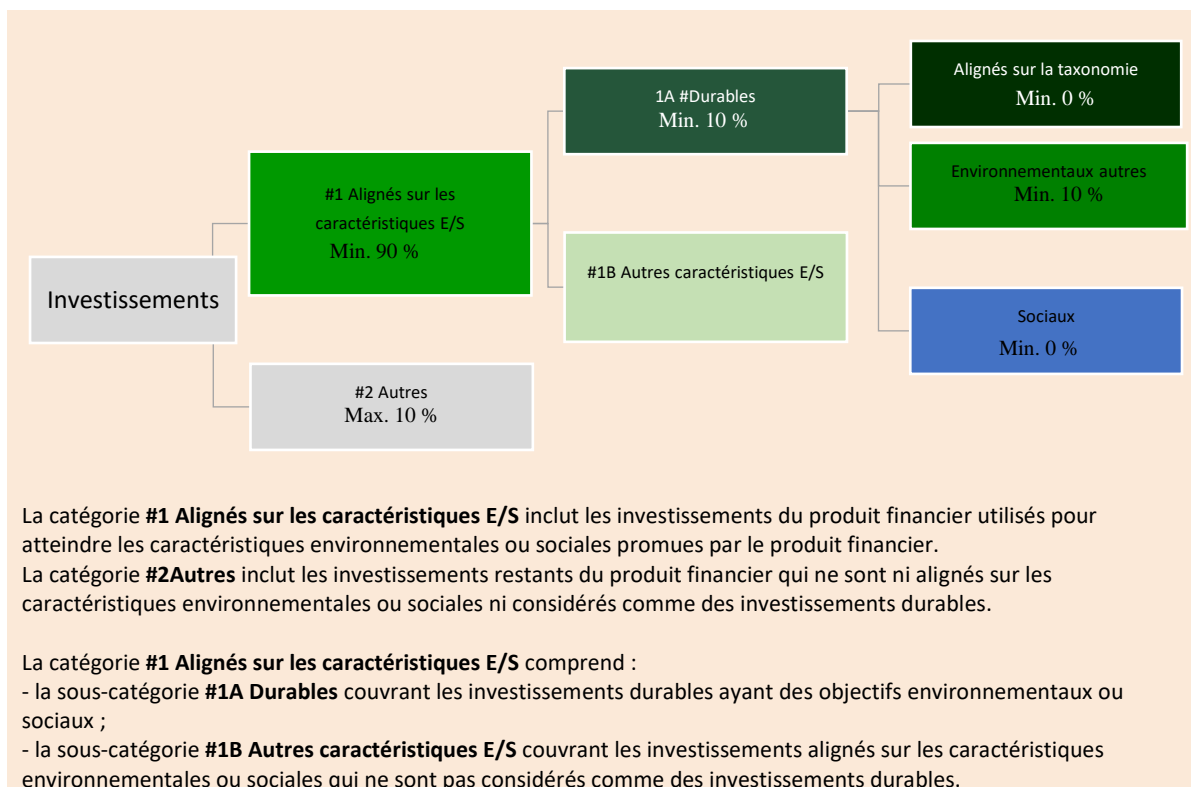 Investissements
#1 Alignés sur les
caractéristiques E/S
Min. 90 %
#2 Autres
Max. 10 %
1A #Durables
Min. 10 %
#1B Autres caractéristiques E/S
Alignés sur la taxonomie
Min. 0 %
Environnementaux autres
Min. 10 %
Sociaux
Min. 0 %
La catégorie #1 Alignés sur les caractéristiques E/S inclut les investissements du produit financier utilisés pour
atteindre les caractéristiques environnementales ou sociales promues par le produit financier.
La catégorie #2Autres inclut les investissements restants du produit financier qui ne sont ni alignés sur les
caractéristiques environnementales ou sociales ni considérés comme des investissements durables.
La catégorie #1 Alignés sur les caractéristiques E/S comprend :
- la sous-catégorie #1A Durables couvrant les investissements durables ayant des objectifs environnementaux ou
sociaux ;
- la sous-catégorie #1B Autres caractéristiques E/S couvrant les investissements alignés sur les caractéristiques
environnementales ou sociales qui ne sont pas considérés comme des investissements durables.